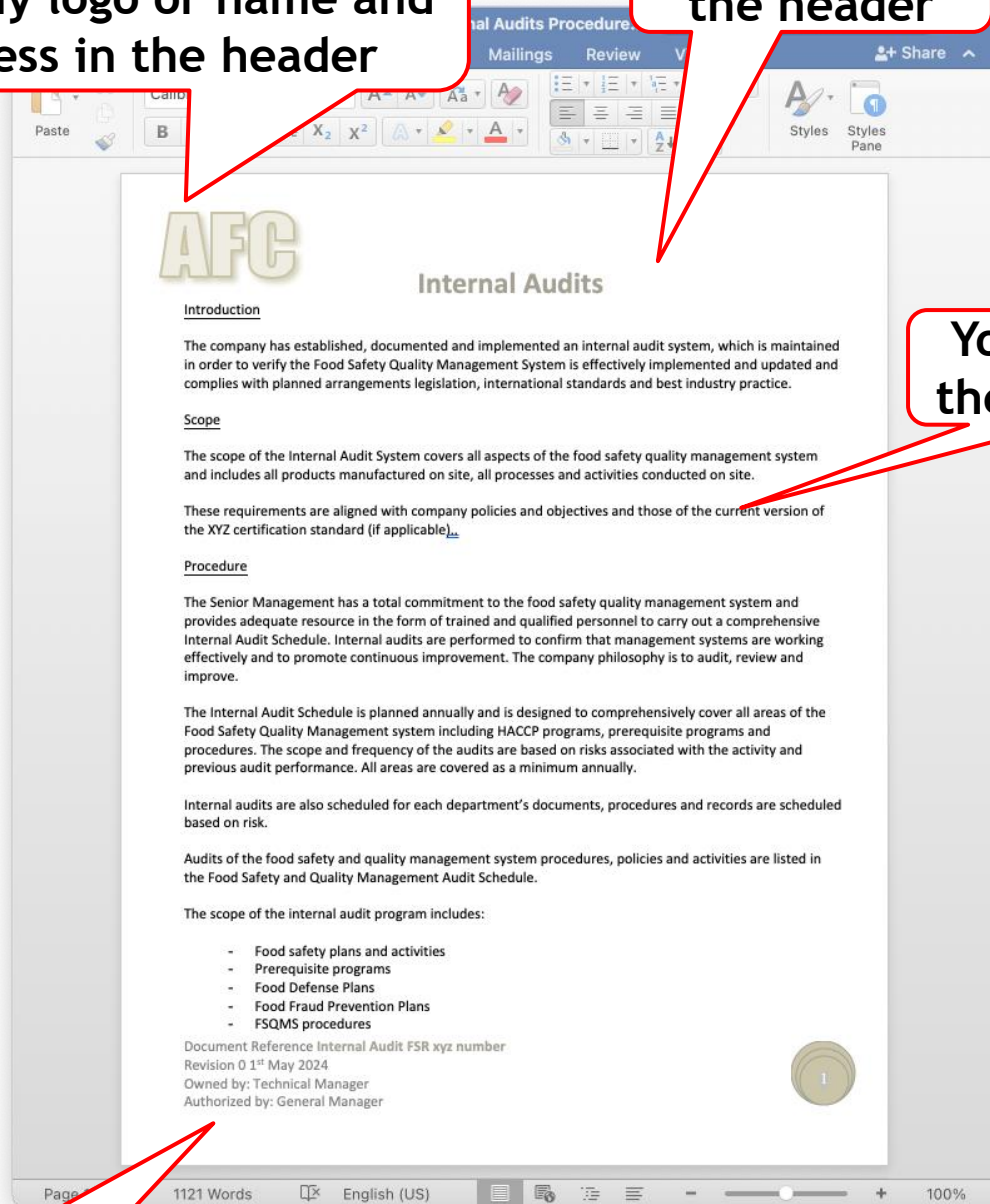 logo or name and
the header
in the header
Internal Audits Procedure
Mailings Review
Share
Paste
B X₂ X² A A
Styles Styles
Pane
AFC
Internal Audits
Introduction
The company has established, documented and implemented an internal audit system, which is maintained
in order to verify the Food Safety Quality Management System is effectively implemented and updated and
complies with planned arrangements legislation, international standards and best industry practice.
Scope
The scope of the Internal Audit System covers all aspects of the food safety quality management system
and includes all products manufactured on site, all processes and activities conducted on site.
These requirements are aligned with company policies and objectives and those of the current version of
the XYZ certification standard (if applicable)..
Procedure
The Senior Management has a total commitment to the food safety quality management system and
provides adequate resource in the form of trained and qualified personnel to carry out a comprehensive
Internal Audit Schedule. Internal audits are performed to confirm that management systems are working
effectively and to promote continuous improvement. The company philosophy is to audit, review and
improve.
The Internal Audit Schedule is planned annually and is designed to comprehensively cover all areas of the
Food Safety Quality Management system including HACCP programs, prerequisite programs and
procedures. The scope and frequency of the audits are based on risks associated with the activity and
previous audit performance. All areas are covered as a minimum annually.
Internal audits are also scheduled for each department’s documents, procedures and records are scheduled
based on risk.
Audits of the food safety and quality management system procedures, policies and activities are listed in
the Food Safety and Quality Management Audit Schedule.
The scope of the internal audit program includes:
- Food safety plans and activities
- Prerequisite programs
- Food Defense Plans
- Food Fraud Prevention Plans
- FSQMS procedures
Document Reference Internal Audit FSR xyz number
Revision 0 1st May 2024
Owned by: Technical Manager
Authorized by: General Manager
1
Page 1121 Words English (US) - + 100%